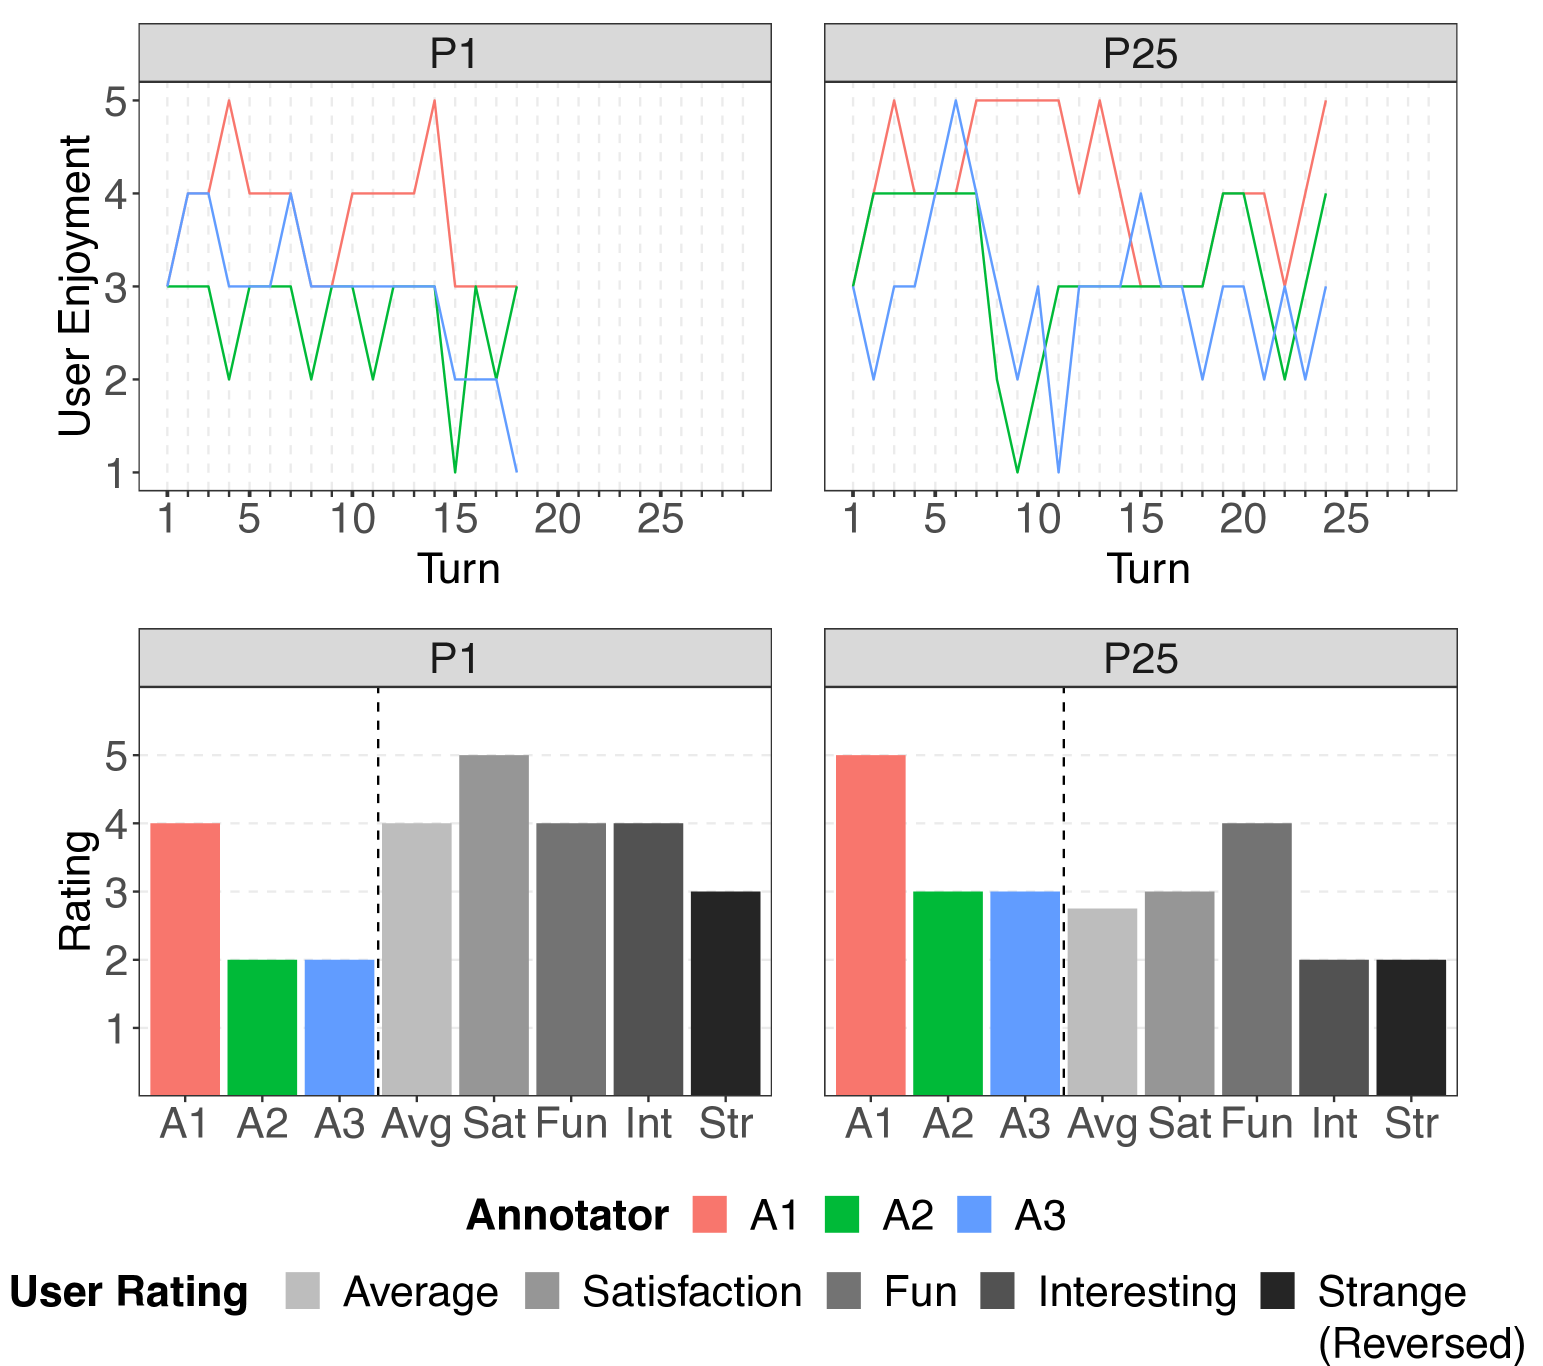 P1 P25
5
4
3
2
1
User Enjoyment
1 5 10 15 20 25 1 5 10 15 20 25
Turn Turn
P1 P25
5
4
3
2
1
Rating
A1 A2 A3 Avg Sat Fun Int Str A1 A2 A3 Avg Sat Fun Int Str
Annotator A1 A2 A3
User Rating Average Satisfaction Fun Interesting Strange
(Reversed)